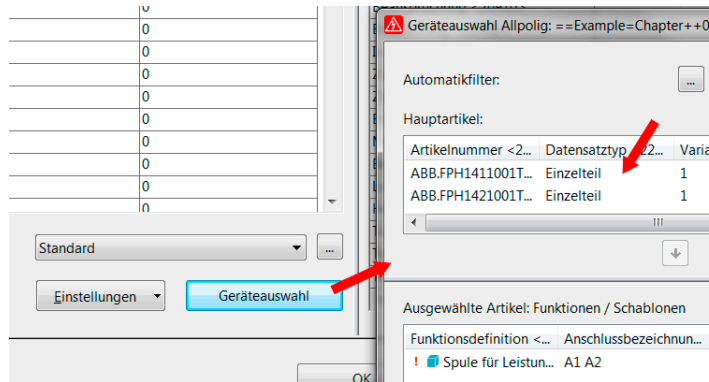 0
0
0
0
0
0
0
0
0
0
Standard
...
Einstellungen
Geräteauswahl
OK
Geräteauswahl Allpolig: ==Example=Chapter++0
Automatikfilter:
...
Hauptartikel:
Artikelnummer <2... Datensatztyp <22... Varia
ABB.FPH1411001T... Einzelteil 1
ABB.FPH1421001T... Einzelteil 1
Ausgewählte Artikel: Funktionen / Schablonen
Funktionsdefinition <... Anschlussbezeichnun...
! Spule für Leistun... A1 A2